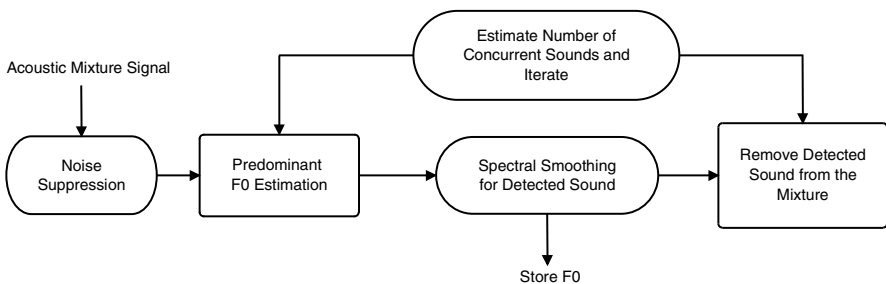 Estimate Number of
Concurrent Sounds and
Iterate
Acoustic Mixture Signal
Noise
Suppression
Predominant
F0 Estimation
Spectral Smoothing
for Detected Sound
Remove Detected
Sound from the
Mixture
Store F0